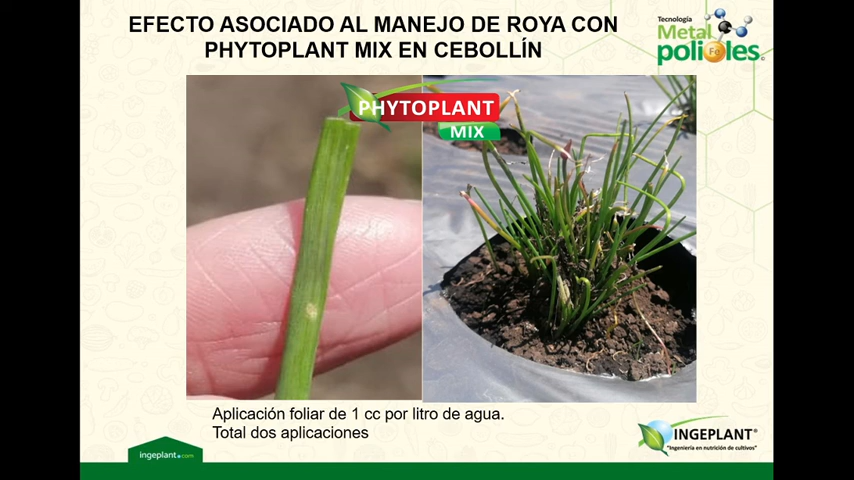 EFECTO ASOCIADO AL MANEJO DE ROYA CON
PHYTOPLANT MIX EN CEBOLLÍN
Tecnología
Metal
polioles
Fe
PHYTOPLANT
MIX
Aplicación foliar de 1 cc por litro de agua.
Total dos aplicaciones
ingeplant.com
INGEPLANT®
"Ingeniería en nutrición de cultivos"